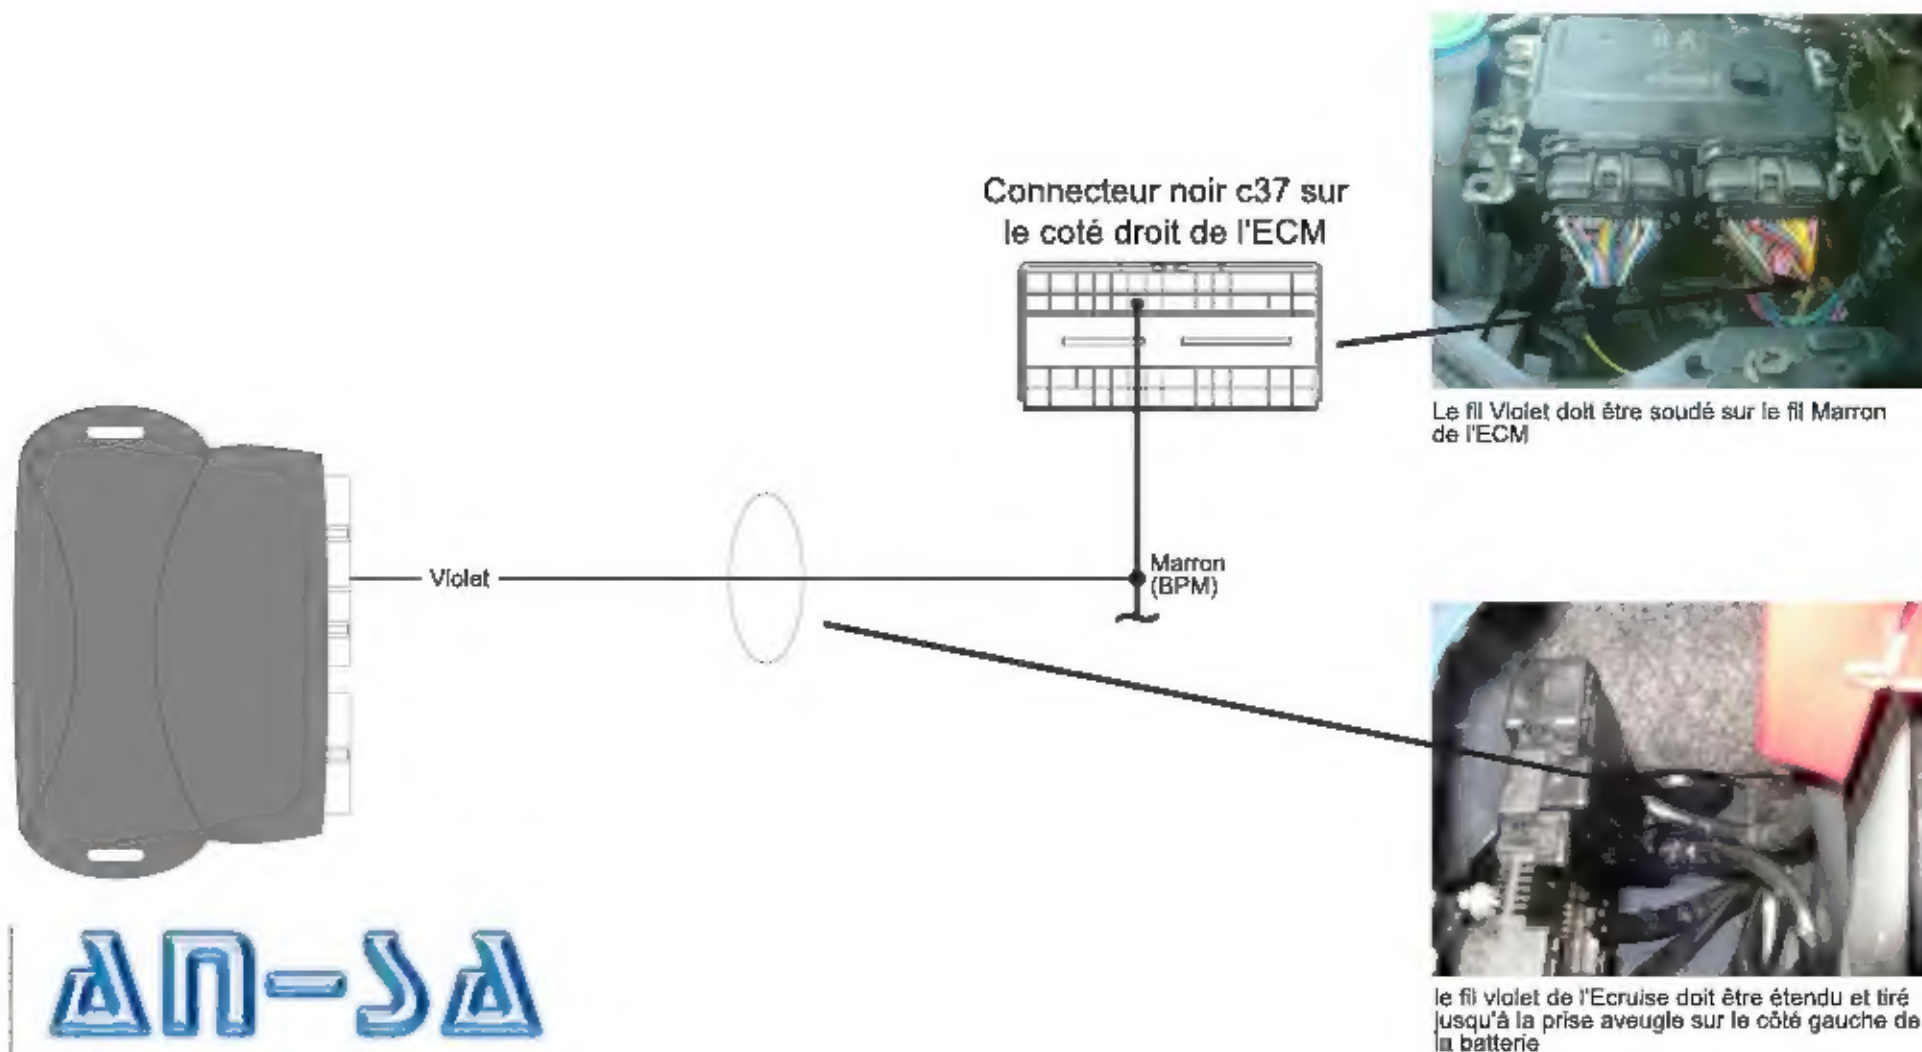 Connecteur noir c37 sur
le coté droit de l'ECM
Le fil Violet doit être soudé sur le fil Marron
de l'ECM
Violet
Marron
(BPM)
le fil violet de l'Ecruise doit être étendu et tiré
jusqu'à la prise aveugle sur le côté gauche de
la batterie
AN-SA